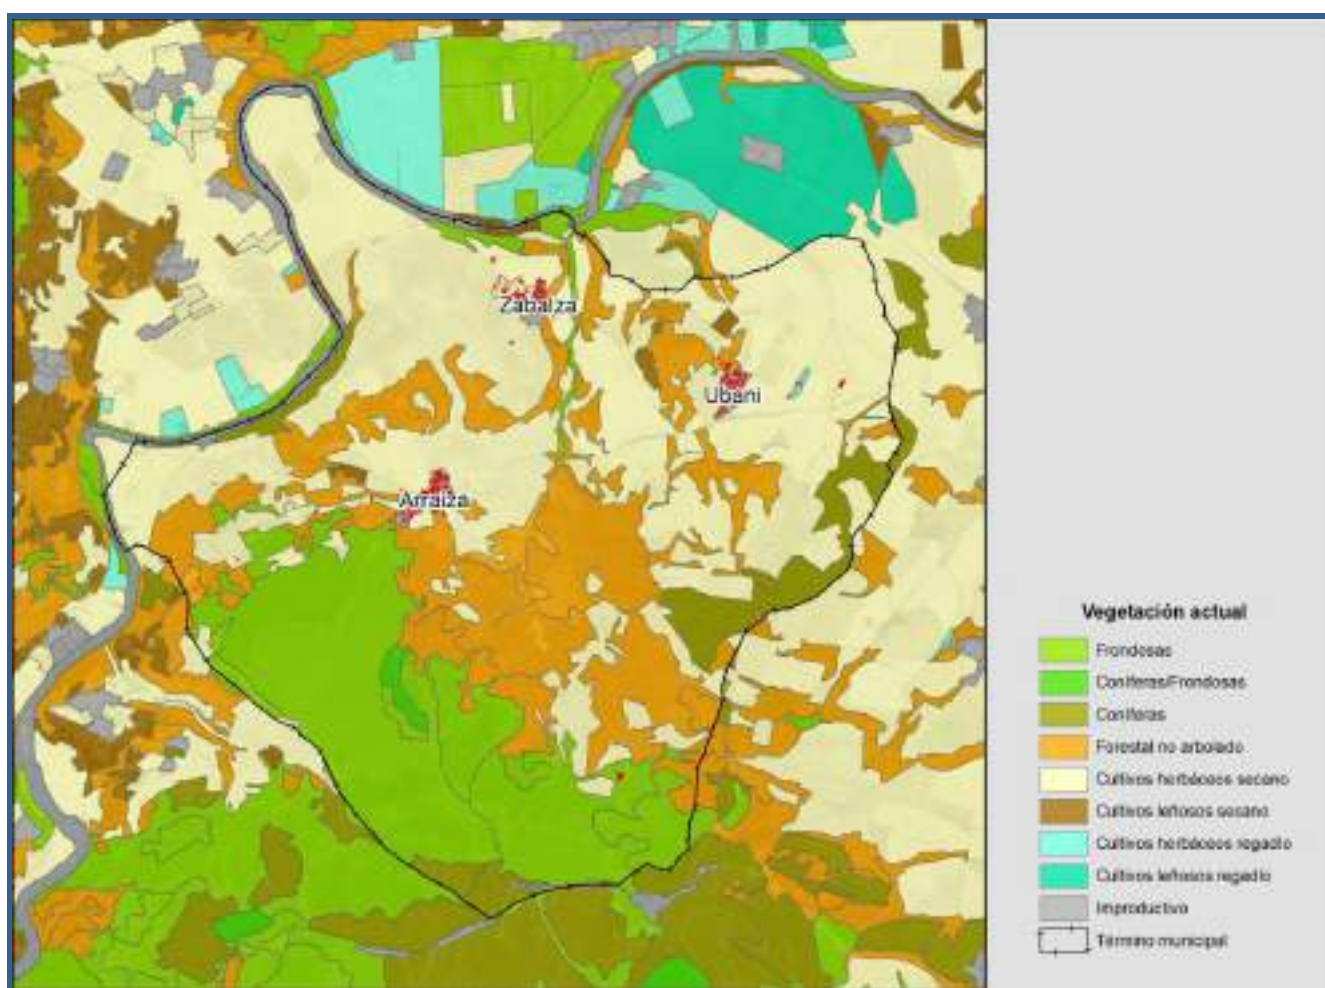 Zabalza
Ubani
Arraiza
Vegetación actual
Frondosas
Coníferas/Frondosas
Coníferas
Forestal no arbolado
Cultivos herbáceos secano
Cultivos leñosos secano
Cultivos herbáceos regadío
Cultivos leñosos regadío
Improductivo
Término municipal